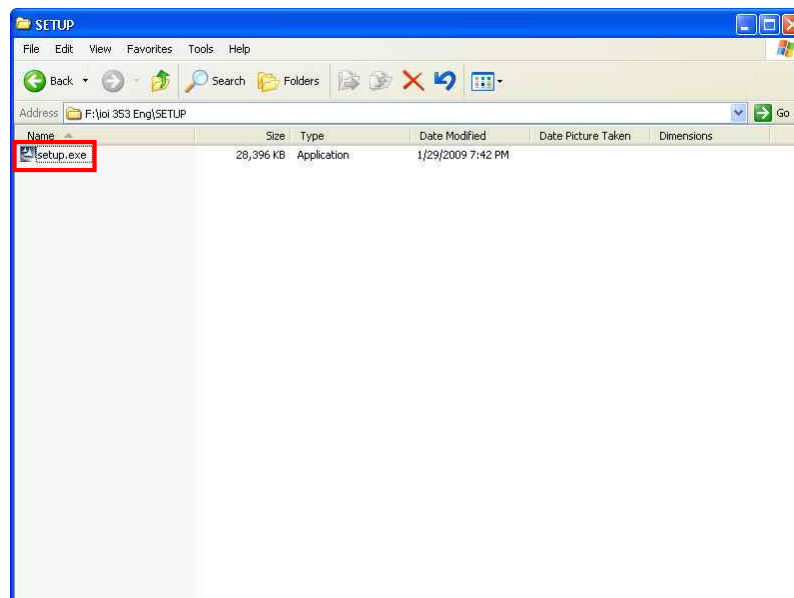 SETUP
File Edit View Favorites Tools Help
Back Search Folders
Address F:\ioi 353 Eng\SETUP Go
Name Size Type Date Modified Date Picture Taken Dimensions
setup.exe 28,396 KB Application 1/29/2009 7:42 PM